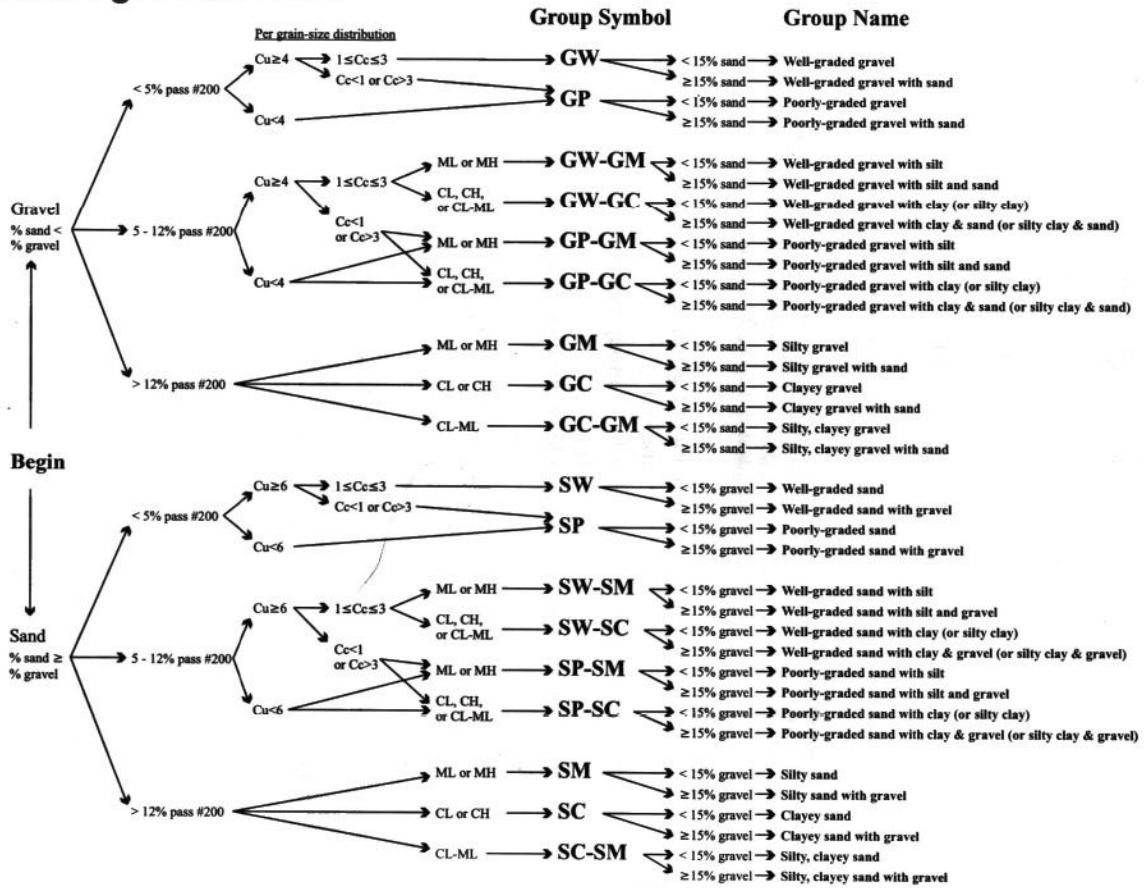 Group Symbol Group Name
Per grain-size distribution
Cu≥4 1≤Cc≤3 GW < 15% sand Well-graded gravel
Cc<1 or Cc>3 ≥15% sand Well-graded gravel with sand
< 5% pass #200 GP < 15% sand Poorly-graded gravel
Cu<4 ≥15% sand Poorly-graded gravel with sand
ML or MH GW-GM < 15% sand Well-graded gravel with silt
Cu≥4 1≤Cc≤3 ≥15% sand Well-graded gravel with silt and sand
CL, CH,
or CL-ML GW-GC < 15% sand Well-graded gravel with clay (or silty clay)
Gravel
% sand <
% gravel
≥15% sand Well-graded gravel with clay & sand (or silty clay & sand)
5 - 12% pass #200 Cc<1
or Cc>3 ML or MH GP-GM < 15% sand Poorly-graded gravel with silt
≥15% sand Poorly-graded gravel with silt and sand
Cu<4 CL, CH,
or CL-ML GP-GC < 15% sand Poorly-graded gravel with clay (or silty clay)
≥15% sand Poorly-graded gravel with clay & sand (or silty clay & sand)
ML or MH GM < 15% sand Silty gravel
≥15% sand Silty gravel with sand
> 12% pass #200 CL or CH GC < 15% sand Clayey gravel
≥15% sand Clayey gravel with sand
CL-ML GC-GM < 15% sand Silty, clayey gravel
≥15% sand Silty, clayey gravel with sand
Begin
Cu≥6 1≤Cc≤3 SW < 15% gravel Well-graded sand
Cc<1 or Cc>3 ≥15% gravel Well-graded sand with gravel
< 5% pass #200 SP < 15% gravel Poorly-graded sand
Cu<6 ≥15% gravel Poorly-graded sand with gravel
ML or MH SW-SM < 15% gravel Well-graded sand with silt
Cu≥6 1≤Cc≤3 ≥15% gravel Well-graded sand with silt and gravel
CL, CH,
or CL-ML SW-SC < 15% gravel Well-graded sand with clay (or silty clay)
Sand
% sand ≥
% gravel
≥15% gravel Well-graded sand with clay & gravel (or silty clay & gravel)
5 - 12% pass #200 Cc<1
or Cc>3 ML or MH SP-SM < 15% gravel Poorly-graded sand with silt
≥15% gravel Poorly-graded sand with silt and gravel
Cu<6 CL, CH,
or CL-ML SP-SC < 15% gravel Poorly-graded sand with clay (or silty clay)
≥15% gravel Poorly-graded sand with clay & gravel (or silty clay & gravel)
ML or MH SM < 15% gravel Silty sand
≥15% gravel Silty sand with gravel
> 12% pass #200 CL or CH SC < 15% gravel Clayey sand
≥15% gravel Clayey sand with gravel
CL-ML SC-SM < 15% gravel Silty, clayey sand
≥15% gravel Silty, clayey sand with gravel